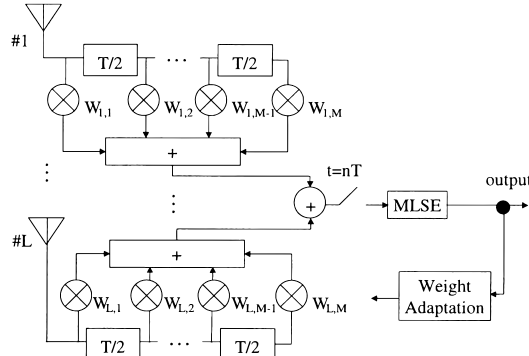 #1
T/2 ... T/2
W1,1 W1,2 W1,M-1 W1,M
+
t=nT
output
+
MLSE
#L
+
Weight
Adaptation
WL,1 WL,2 WL,M-1 WL,M
T/2 ... T/2